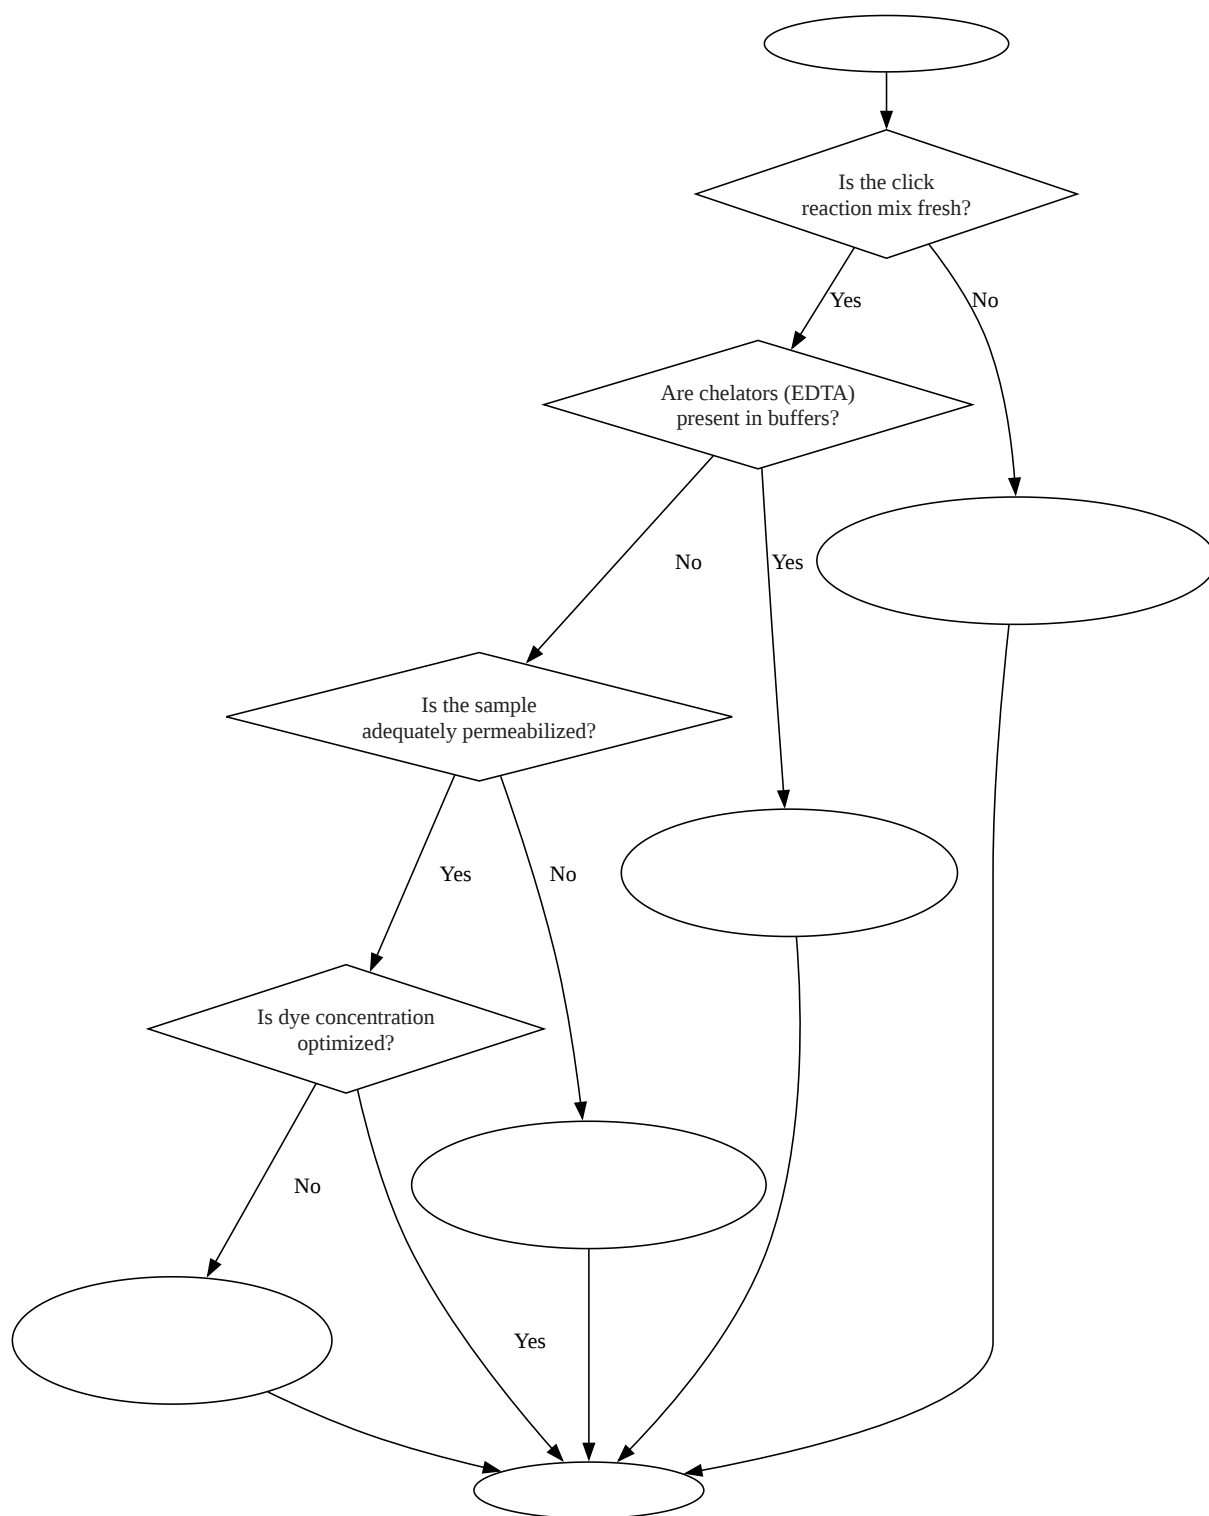 Is the click
reaction mix fresh?
Yes
No
Are chelators (EDTA)
present in buffers?
No
Yes
Is the sample
adequately permeabilized?
Yes
No
Is dye concentration
optimized?
No
Yes